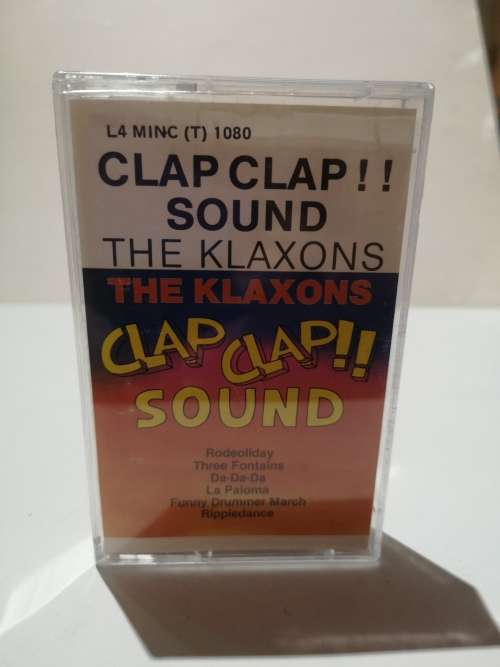 L4 MINC (T) 1080
CLAP CLAP!!
SOUND
THE KLAXONS
THE KLAXONS
CLAP CLAP!!
SOUND
Rodeoliday
Three Fontains
Da-Da-Da
La Paloma
Funny Drummer March
Rippledance